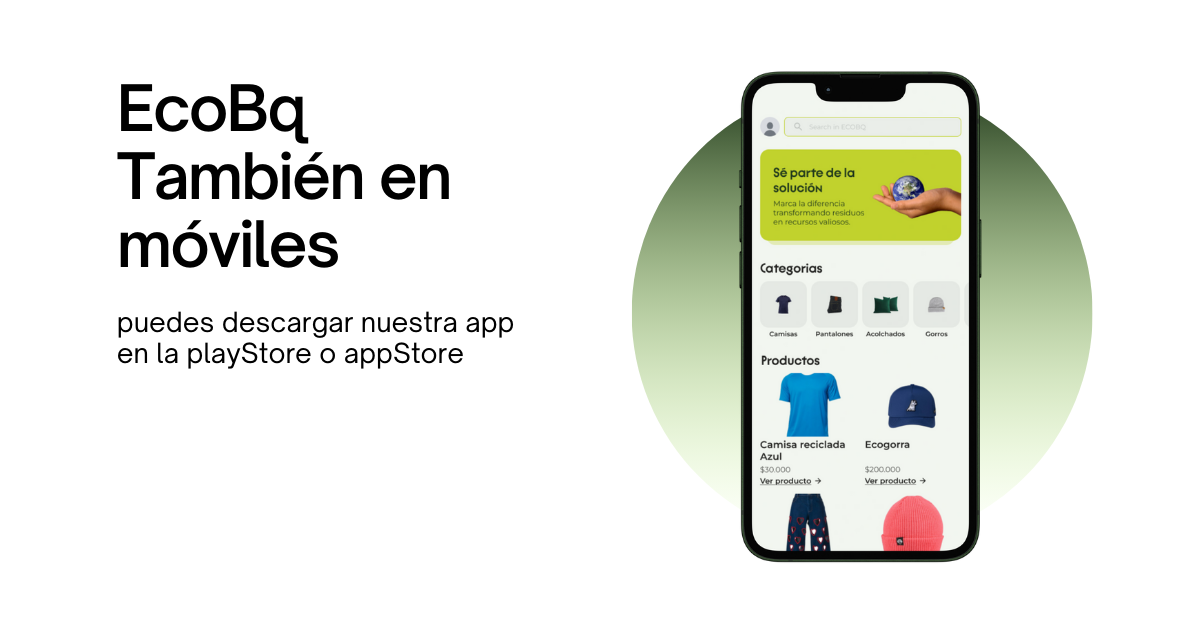 EcoBq
También en
móviles
puedes descargar nuestra app
en la playStore o appStore
Search in ECOBQ
Sé parte de la
solución
Marca la diferencia
transformando residuos
en recursos valiosos.
Categorias
Camisas
Pantalones
Acolchados
Gorros
Productos
Camisa reciclada
Azul
$30.000
Ver producto →
Ecogorra
$200.000
Ver producto →